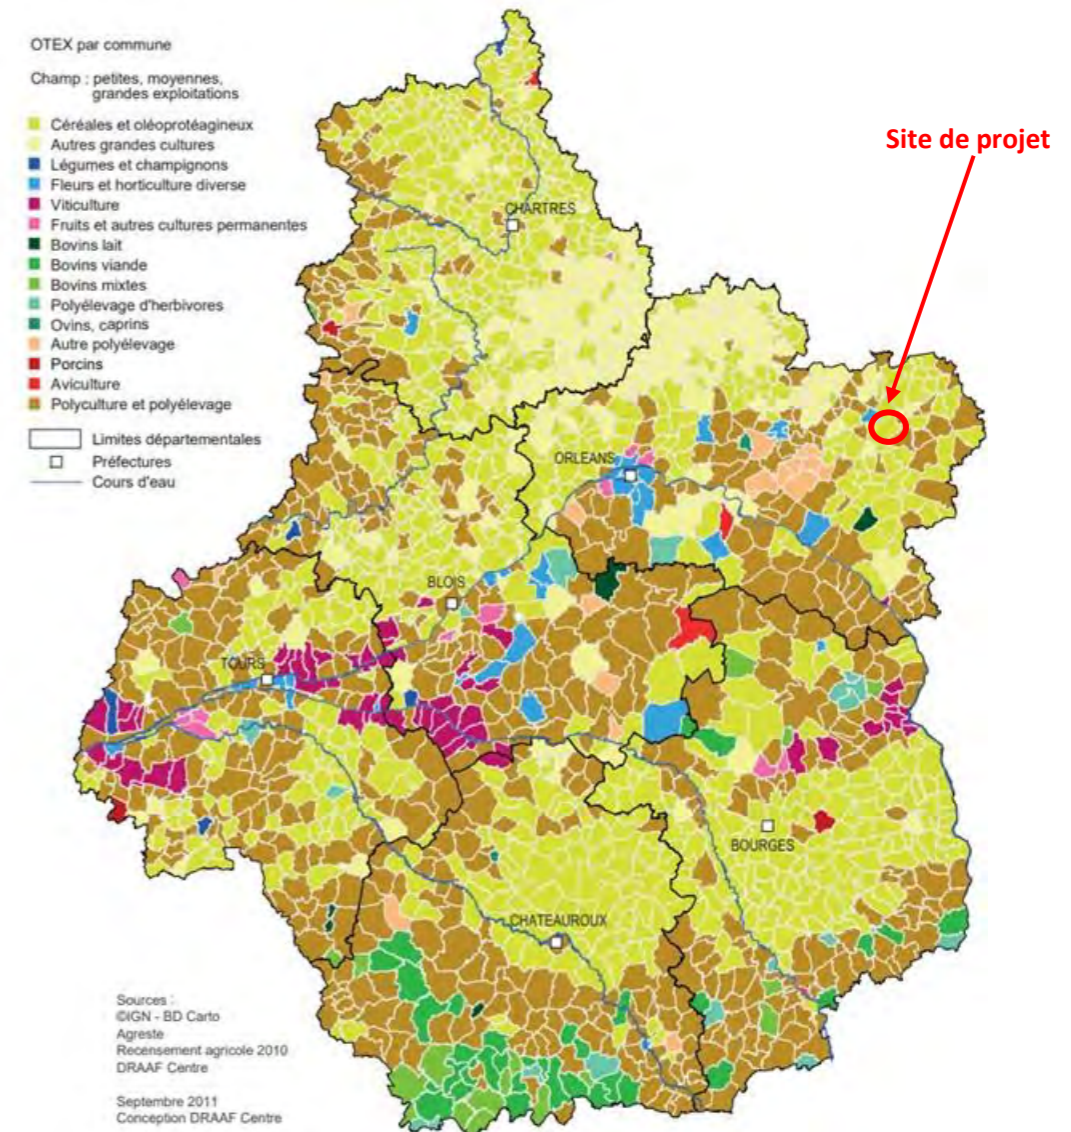 OTEX par commune
Champ : petites, moyennes,
grandes exploitations
Céréales et oléoprotéagineux
Autres grandes cultures
Légumes et champignons
Fleurs et horticulture diverse
Viticulture
Fruits et autres cultures permanentes
Bovins lait
Bovins viande
Bovins mixtes
Polyélevage d'herbivores
Ovins, caprins
Autre polyélevage
Porcins
Aviculture
Polyculture et polyélevage
Limites départementales
Préfectures
Cours d'eau
Site de projet
CHARTRES
ORLEANS
BLOIS
TOURS
BOURGES
CHATEAUROUX
Sources :
©IGN - BD Carto
Agreste
Recensement agricole 2010
DRAAF Centre
Septembre 2011
Conception DRAAF Centre